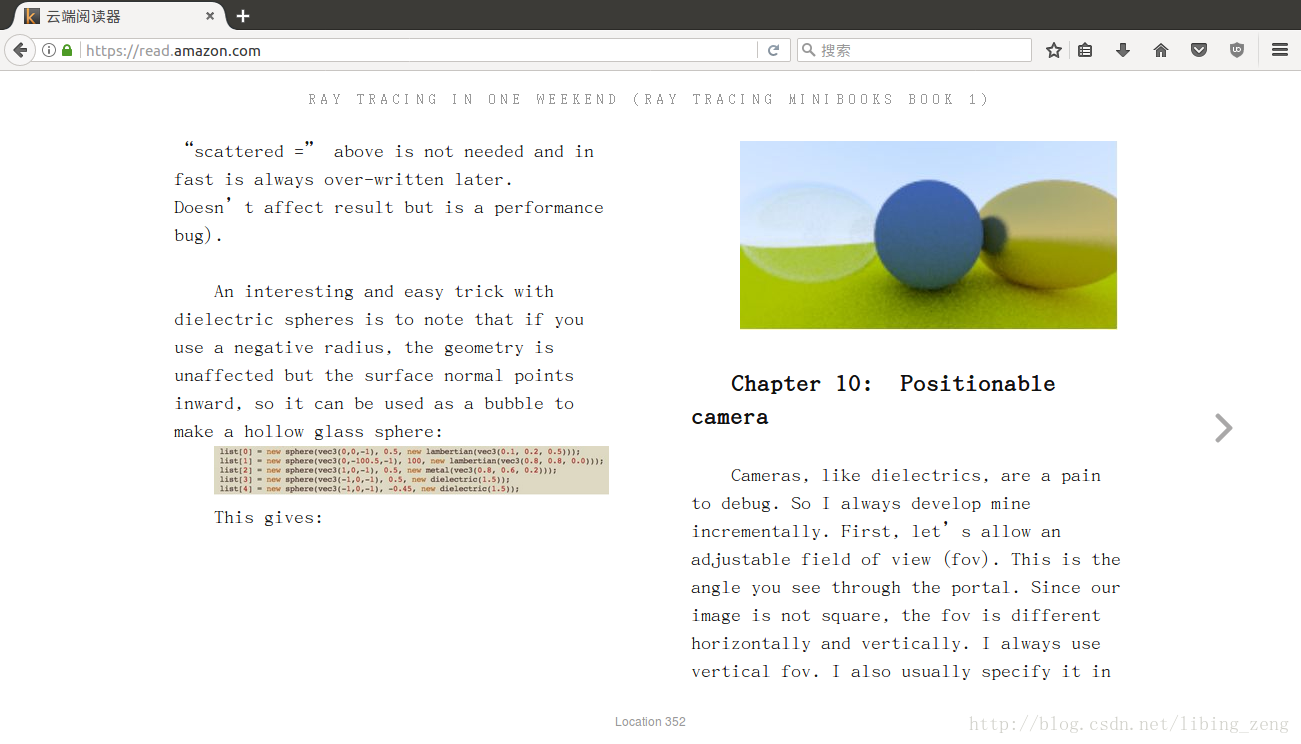 云端阅读器
https://read.amazon.com
搜索
RAY TRACING IN ONE WEEKEND (RAY TRACING MINIBOOKS BOOK 1)
“scattered =” above is not needed and in
fast is always over-written later.
Doesn’t affect result but is a performance
bug).
An interesting and easy trick with
dielectric spheres is to note that if you
use a negative radius, the geometry is
unaffected but the surface normal points
inward, so it can be used as a bubble to
make a hollow glass sphere:
list[0] = new sphere(vec3(0,0,-1), 0.5, new lambertian(vec3(0.1, 0.2, 0.5)));
list[1] = new sphere(vec3(0,-100.5,-1), 100, new lambertian(vec3(0.8, 0.8, 0.0)));
list[2] = new sphere(vec3(1,0,-1), 0.5, new metal(vec3(0.8, 0.6, 0.2)));
list[3] = new sphere(vec3(-1,0,-1), 0.5, new dielectric(1.5));
list[4] = new sphere(vec3(-1,0,-1), -0.45, new dielectric(1.5));
This gives:
Chapter 10: Positionable
camera
Cameras, like dielectrics, are a pain
to debug. So I always develop mine
incrementally. First, let’s allow an
adjustable field of view (fov). This is the
angle you see through the portal. Since our
image is not square, the fov is different
horizontally and vertically. I always use
vertical fov. I also usually specify it in
Location 352
http://blog.csdn.net/libing_zeng